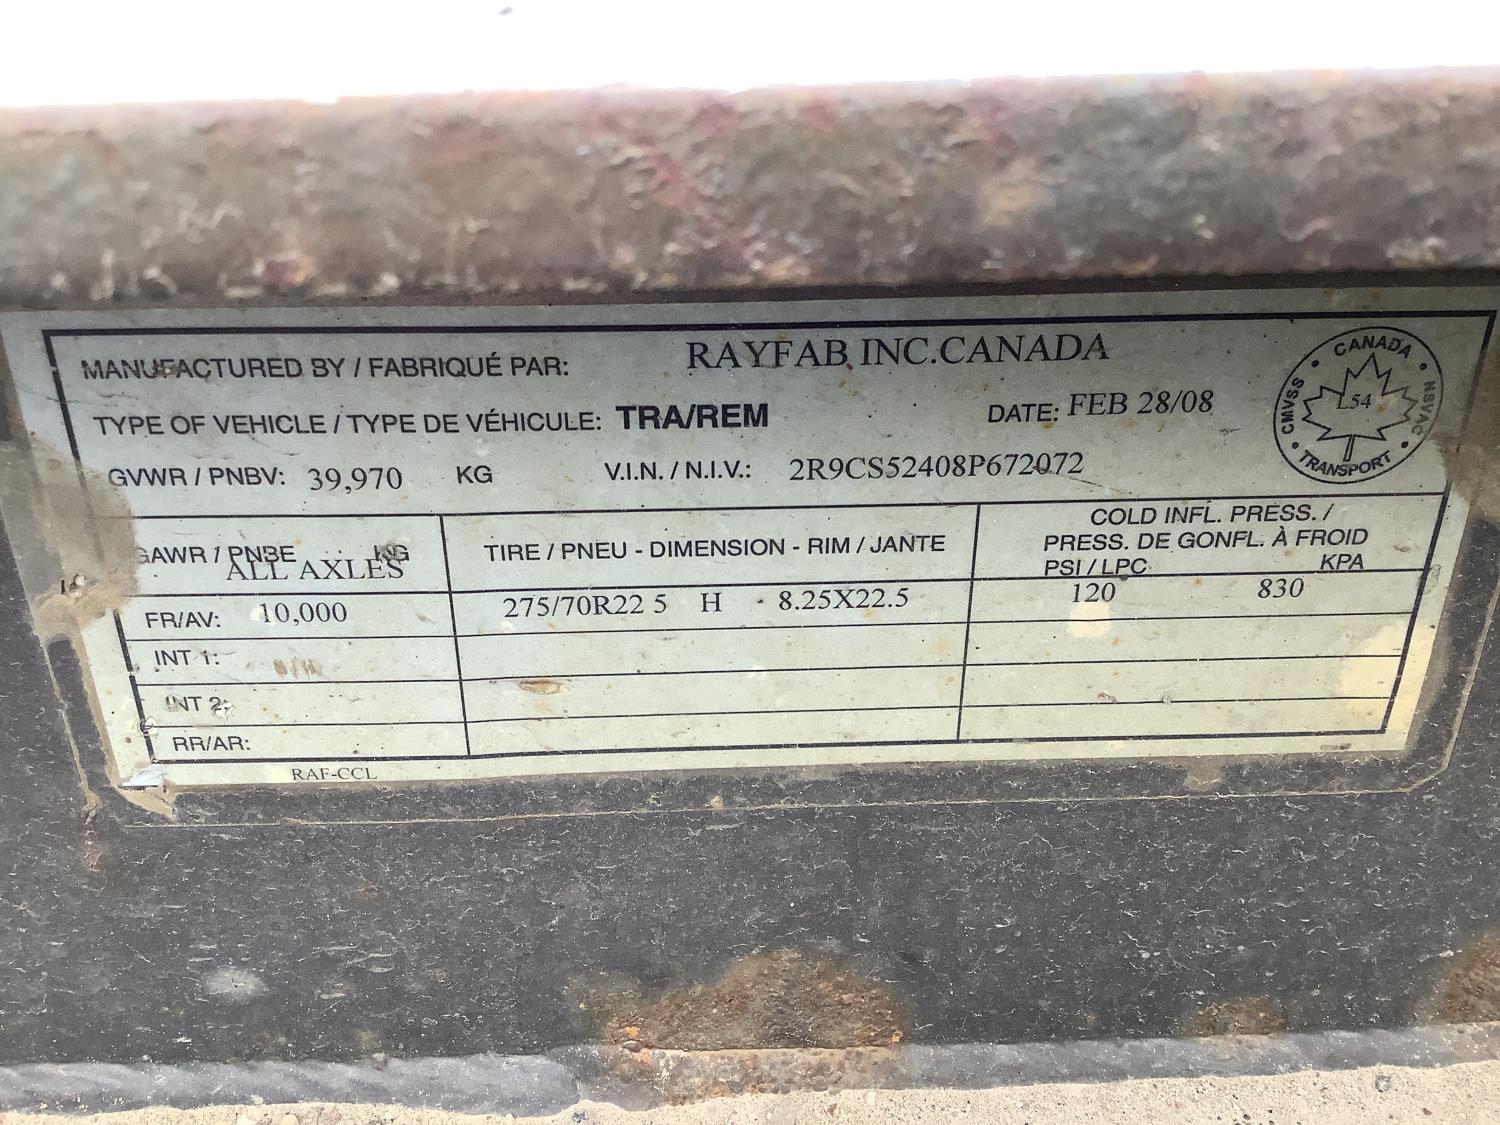 MANUFACTURED BY / FABRIQUÉ PAR: RAYFAB INC.CANADA
TYPE OF VEHICLE / TYPE DE VÉHICULE: TRA/REM DATE: FEB 28/08
GVWR / PNBV: 39,970 KG V.I.N. / N.I.V.: 2R9CS52408P672072
CANADA
CMVSS L54 NSVAC
TRANSPORT
GAWR / PNBE KG
ALL AXLES
TIRE / PNEU - DIMENSION - RIM / JANTE
COLD INFL. PRESS. /
PRESS. DE GONFL. À FROID
PSI / LPC KPA
FR/AV: 10,000 275/70R22 5 H - 8.25X22.5 120 830
INT 1:
INT 2:
RR/AR:
RAF-CCL